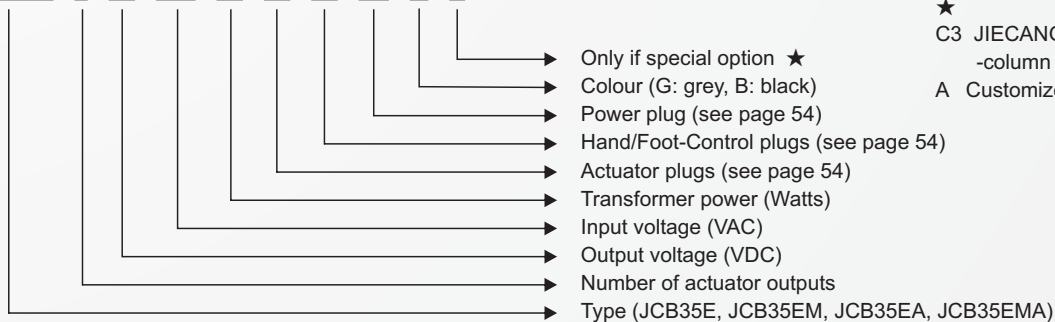 ★
C3 JIECANG
-column
A Customize
Only if special option ★
Colour (G: grey, B: black)
Power plug (see page 54)
Hand/Foot-Control plugs (see page 54)
Actuator plugs (see page 54)
Transformer power (Watts)
Input voltage (VAC)
Output voltage (VDC)
Number of actuator outputs
Type (JCB35E, JCB35EM, JCB35EA, JCB35EMA)